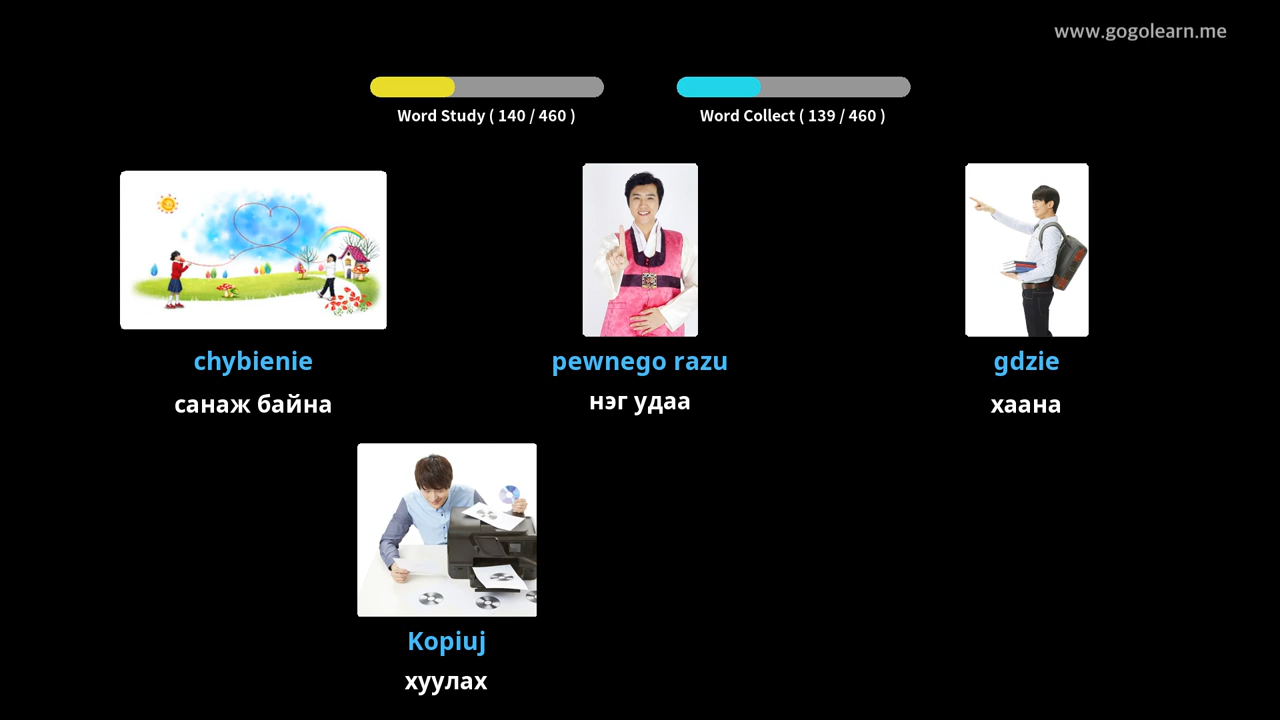 www.gogolearn.me
Word Study ( 140 / 460 )
Word Collect ( 139 / 460 )
chybienie
pewnego razu
gdzie
санаж байна
нэг удаа
хаана
Kopiuj
хуулах